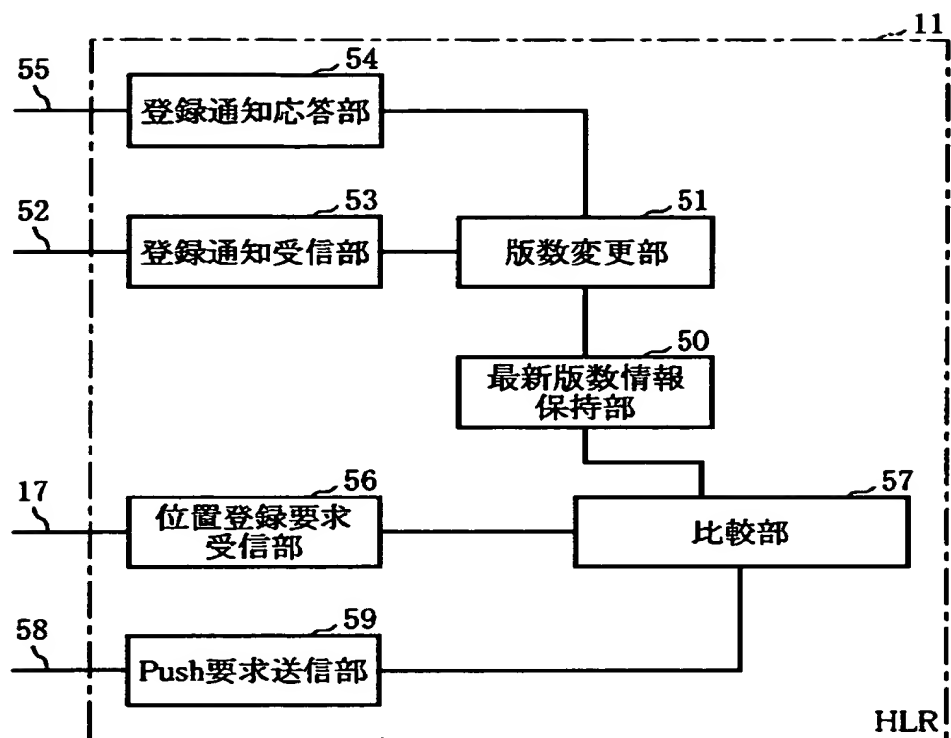 11
55
54
登録通知応答部
52
53
登録通知受信部
51
版数変更部
50
最新版数情報
保持部
17
56
位置登録要求
受信部
57
比較部
58
59
Push要求送信部
HLR